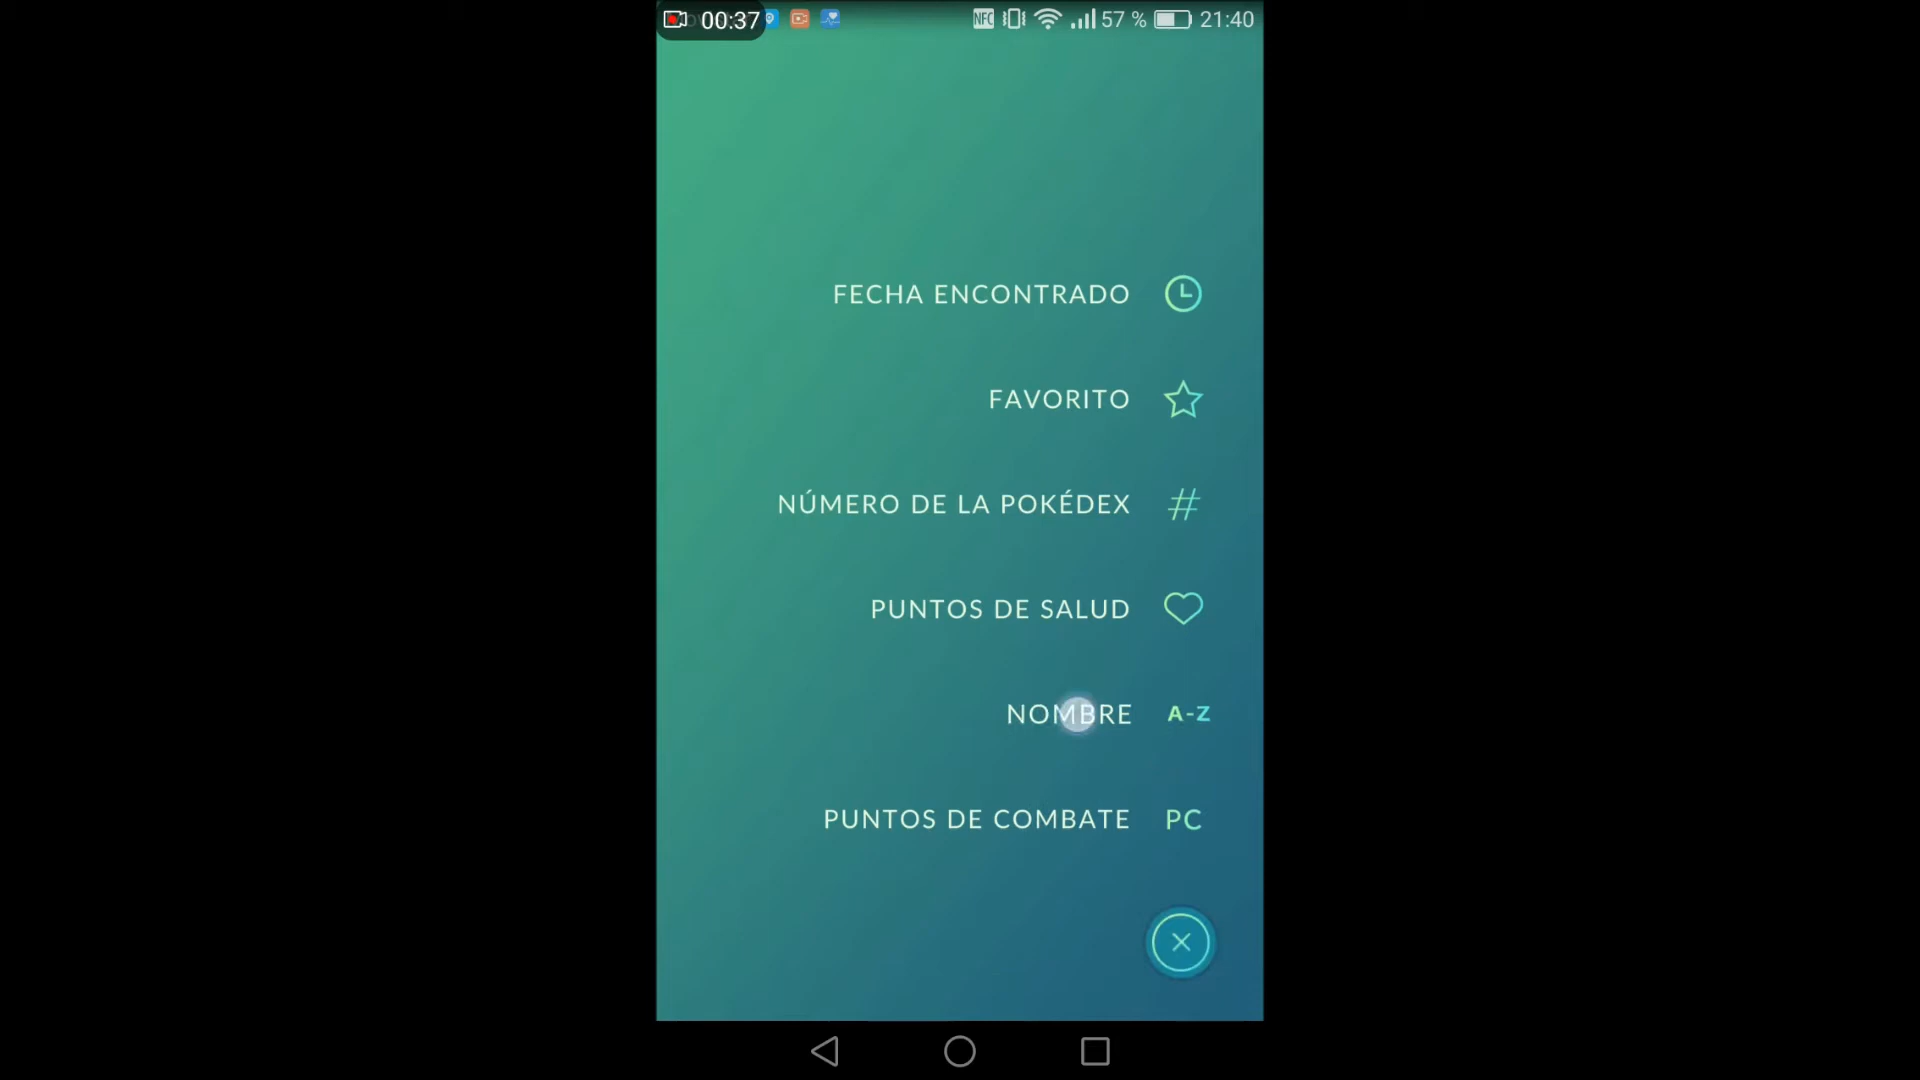 00:37 NFC 57 % 21:40
FECHA ENCONTRADO
FAVORITO
NÚMERO DE LA POKÉDEX #
PUNTOS DE SALUD
NOMBRE A-Z
PUNTOS DE COMBATE PC